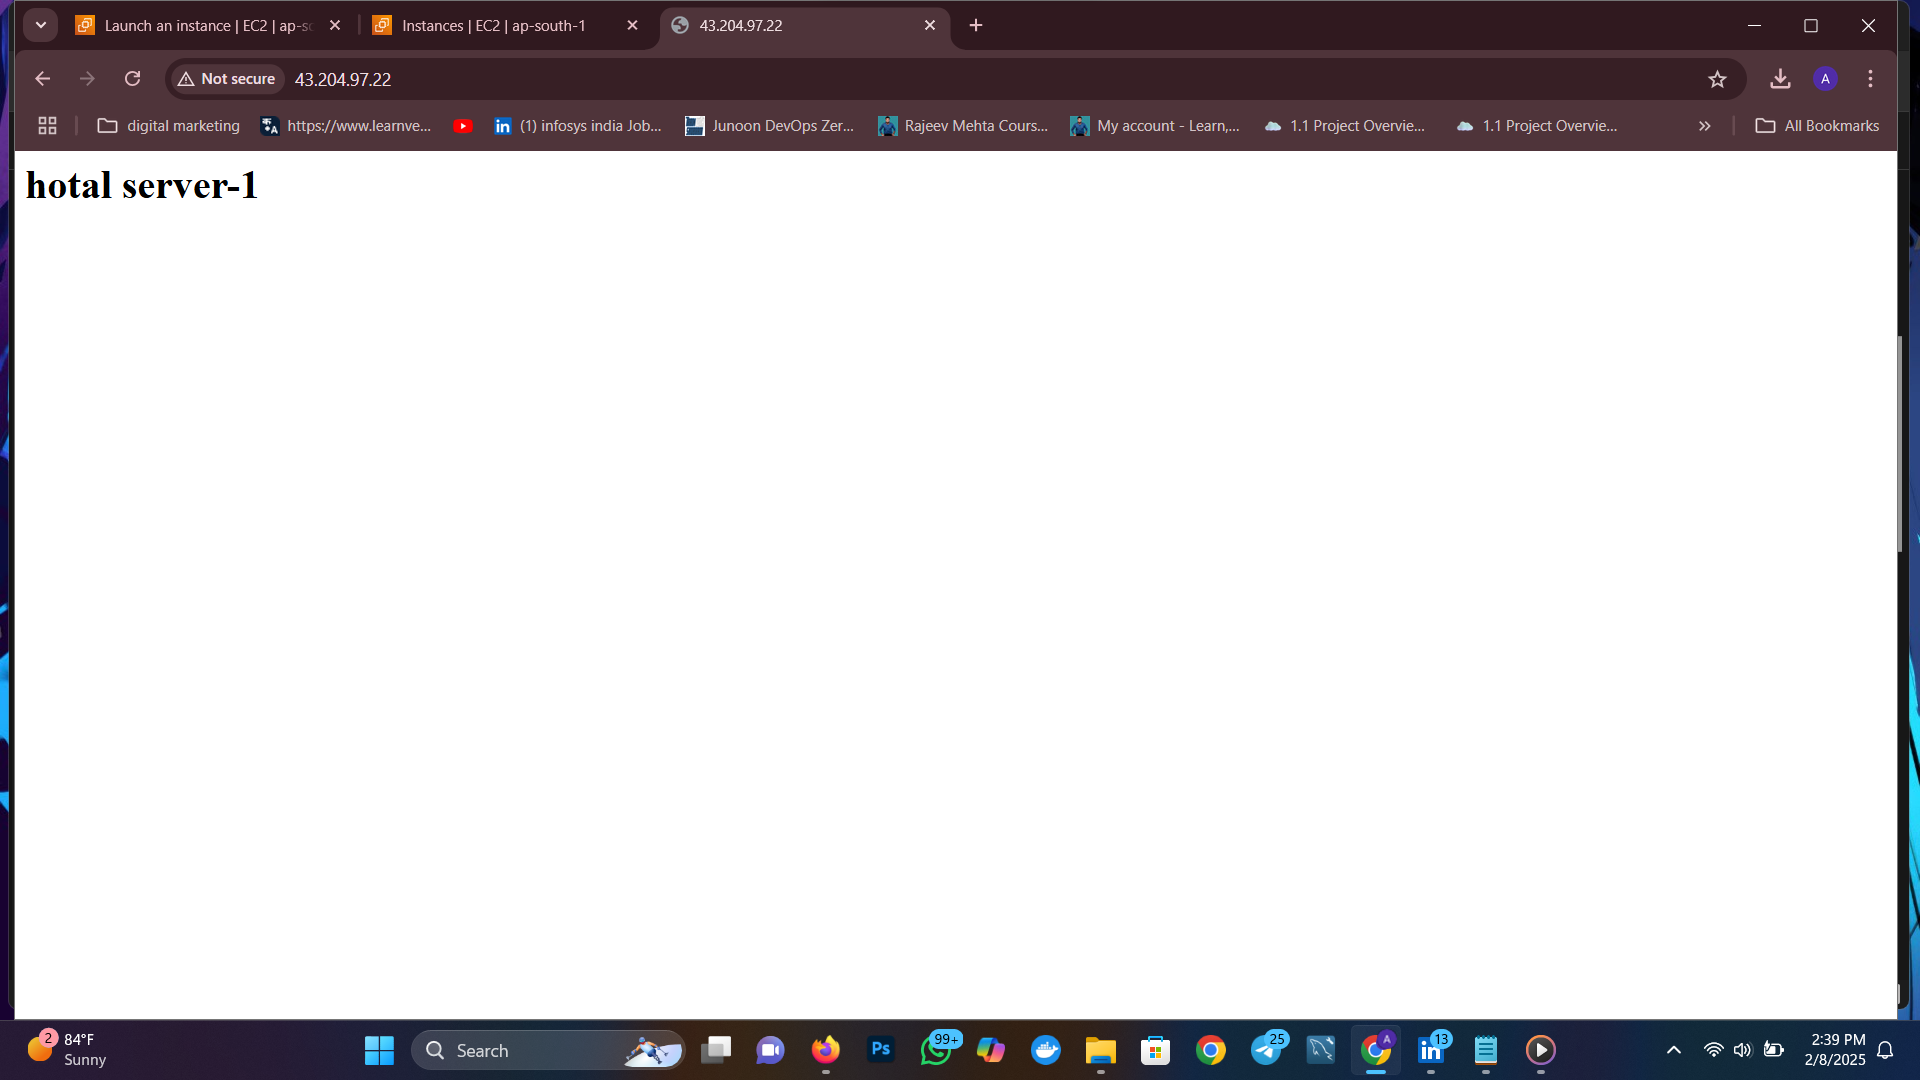 Launch an instance | EC2 | ap-so
Instances | EC2 | ap-south-1
43.204.97.22
Not secure
43.204.97.22
A
digital marketing
https://www.learnve...
(1) infosys india Job...
Junoon DevOps Zer...
Rajeev Mehta Cours...
My account - Learn,...
1.1 Project Overvie...
1.1 Project Overvie...
All Bookmarks
hotal server-1
2
84°F
Sunny
Search
Ps
99+
25
A
in
13
2:39 PM
2/8/2025